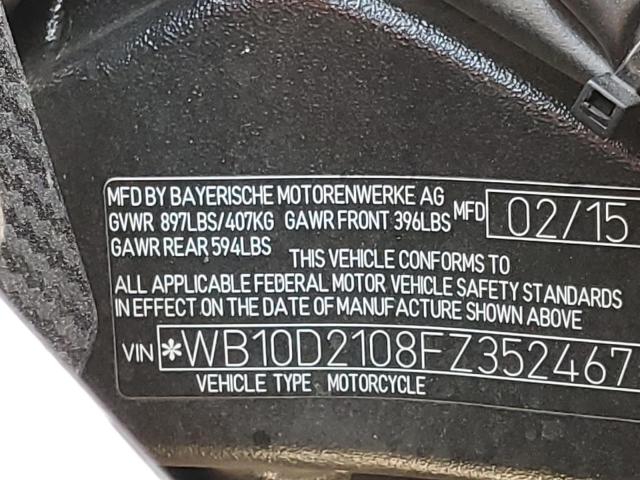 MFD BY BAYERISCHE MOTORENWERKE AG
GVWR 897LBS/407KG GAWR FRONT 396LBS MFD 02/15
GAWR REAR 594LBS
THIS VEHICLE CONFORMS TO
ALL APPLICABLE FEDERAL MOTOR VEHICLE SAFETY STANDARDS
IN EFFECT ON THE DATE OF MANUFACTURE SHOWN ABOVE
VIN *WB10D2108FZ352467
VEHICLE TYPE MOTORCYCLE